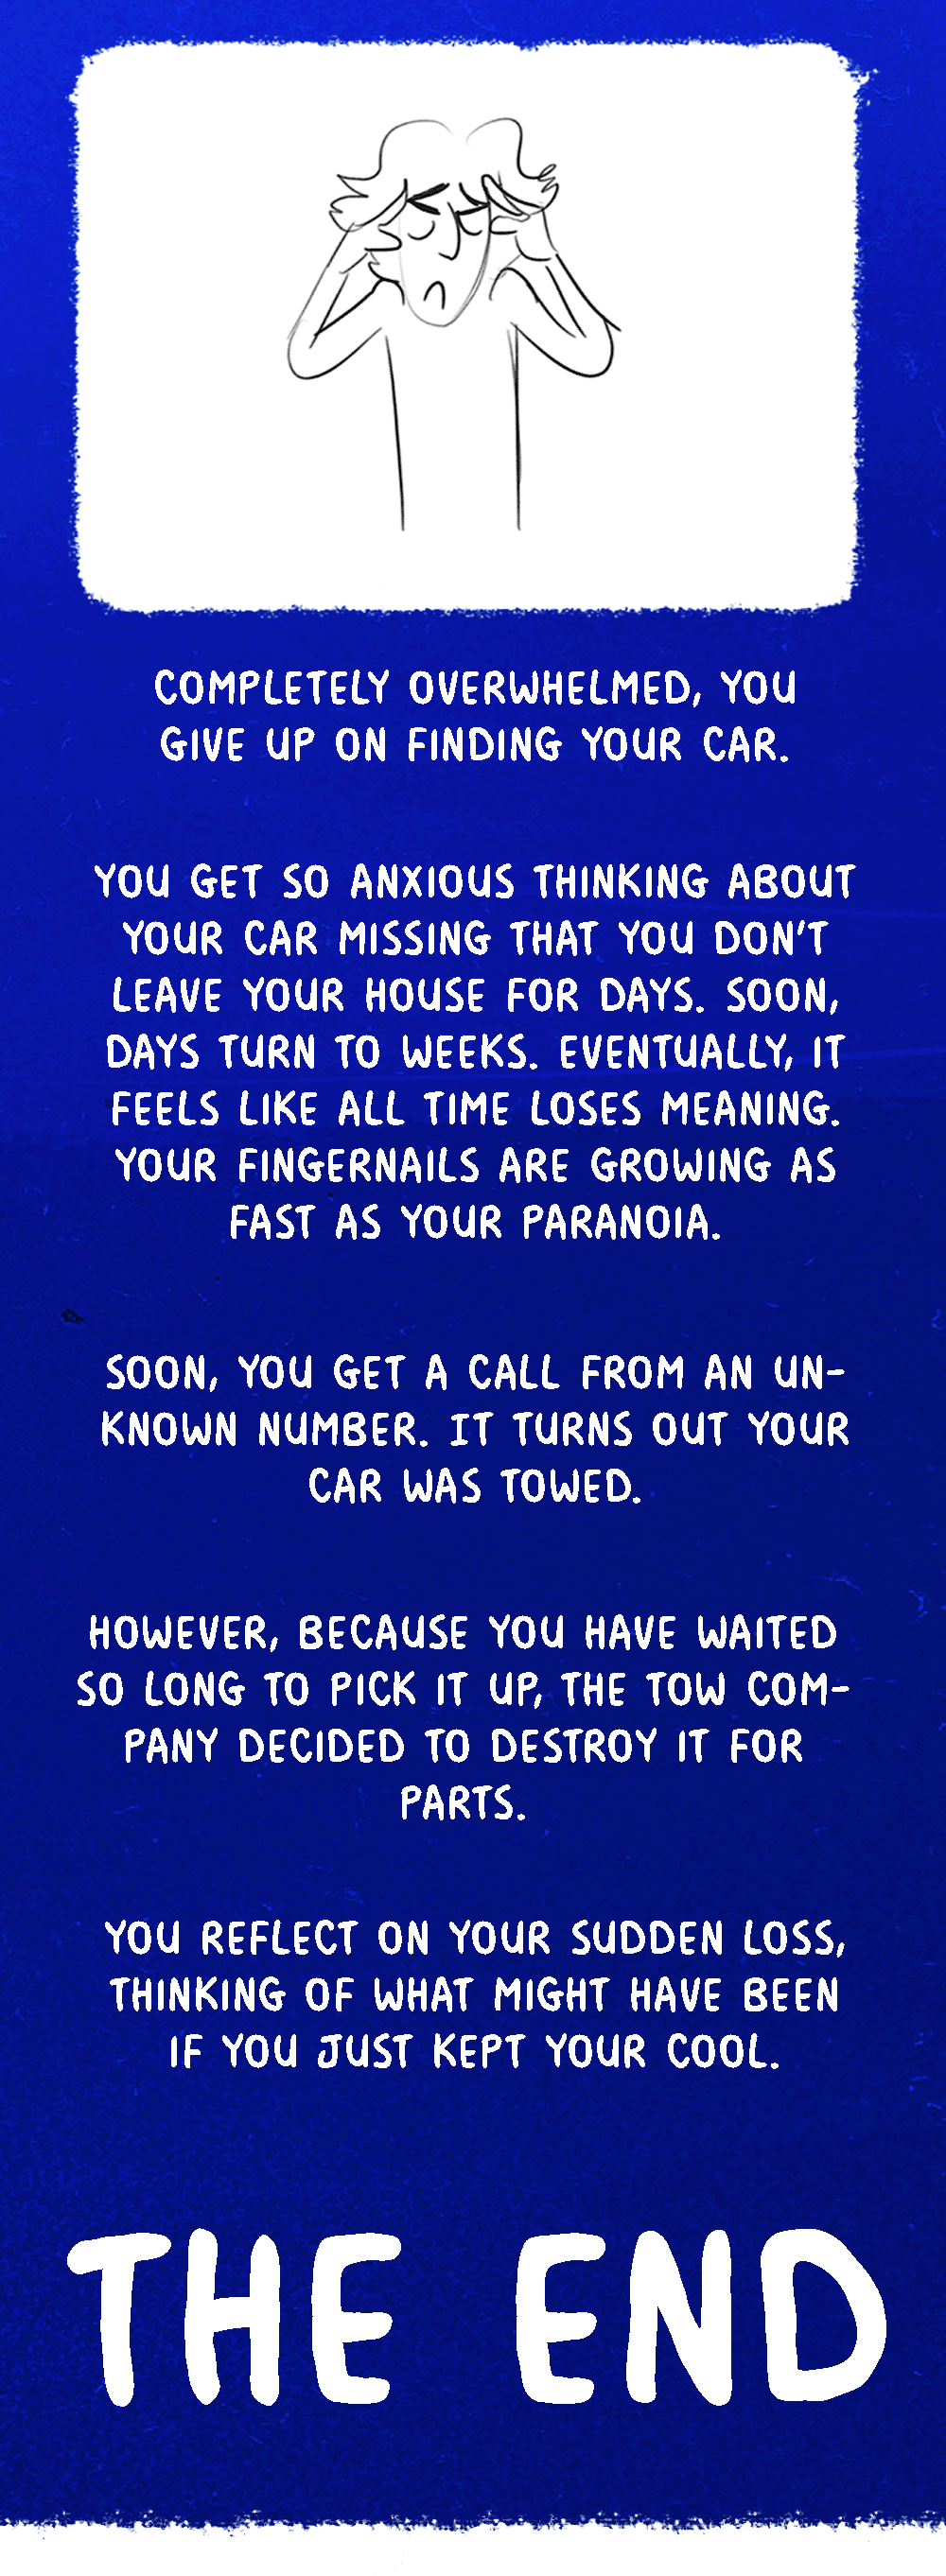 COMPLETELY OVERWHELMED, YOU
GIVE UP ON FINDING YOUR CAR.
YOU GET SO ANXIOUS THINKING ABOUT
YOUR CAR MISSING THAT YOU DON'T
LEAVE YOUR HOUSE FOR DAYS. SOON,
DAYS TURN TO WEEKS. EVENTUALLY, IT
FEELS LIKE ALL TIME LOSES MEANING.
YOUR FINGERNAILS ARE GROWING AS
FAST AS YOUR PARANOIA.
SOON, YOU GET A CALL FROM AN UN-
KNOWN NUMBER. IT TURNS OUT YOUR
CAR WAS TOWED.
HOWEVER, BECAUSE YOU HAVE WAITED
SO LONG TO PICK IT UP, THE TOW COM-
PANY DECIDED TO DESTROY IT FOR
PARTS.
YOU REFLECT ON YOUR SUDDEN LOSS,
THINKING OF WHAT MIGHT HAVE BEEN
IF YOU JUST KEPT YOUR COOL.
THE END